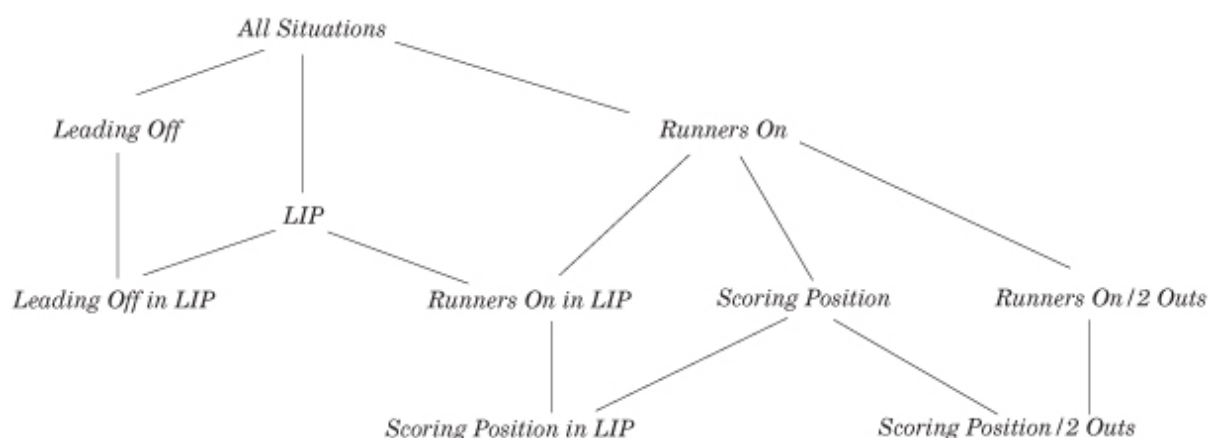 All Situations
Leading Off
Runners On
LIP
Leading Off in LIP
Runners On in LIP
Scoring Position
Runners On/2 Outs
Scoring Position in LIP
Scoring Position/2 Outs